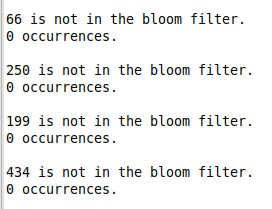 66 is not in the bloom filter.
0 occurrences.
250 is not in the bloom filter.
0 occurrences.
199 is not in the bloom filter.
0 occurrences.
434 is not in the bloom filter.
0 occurrences.